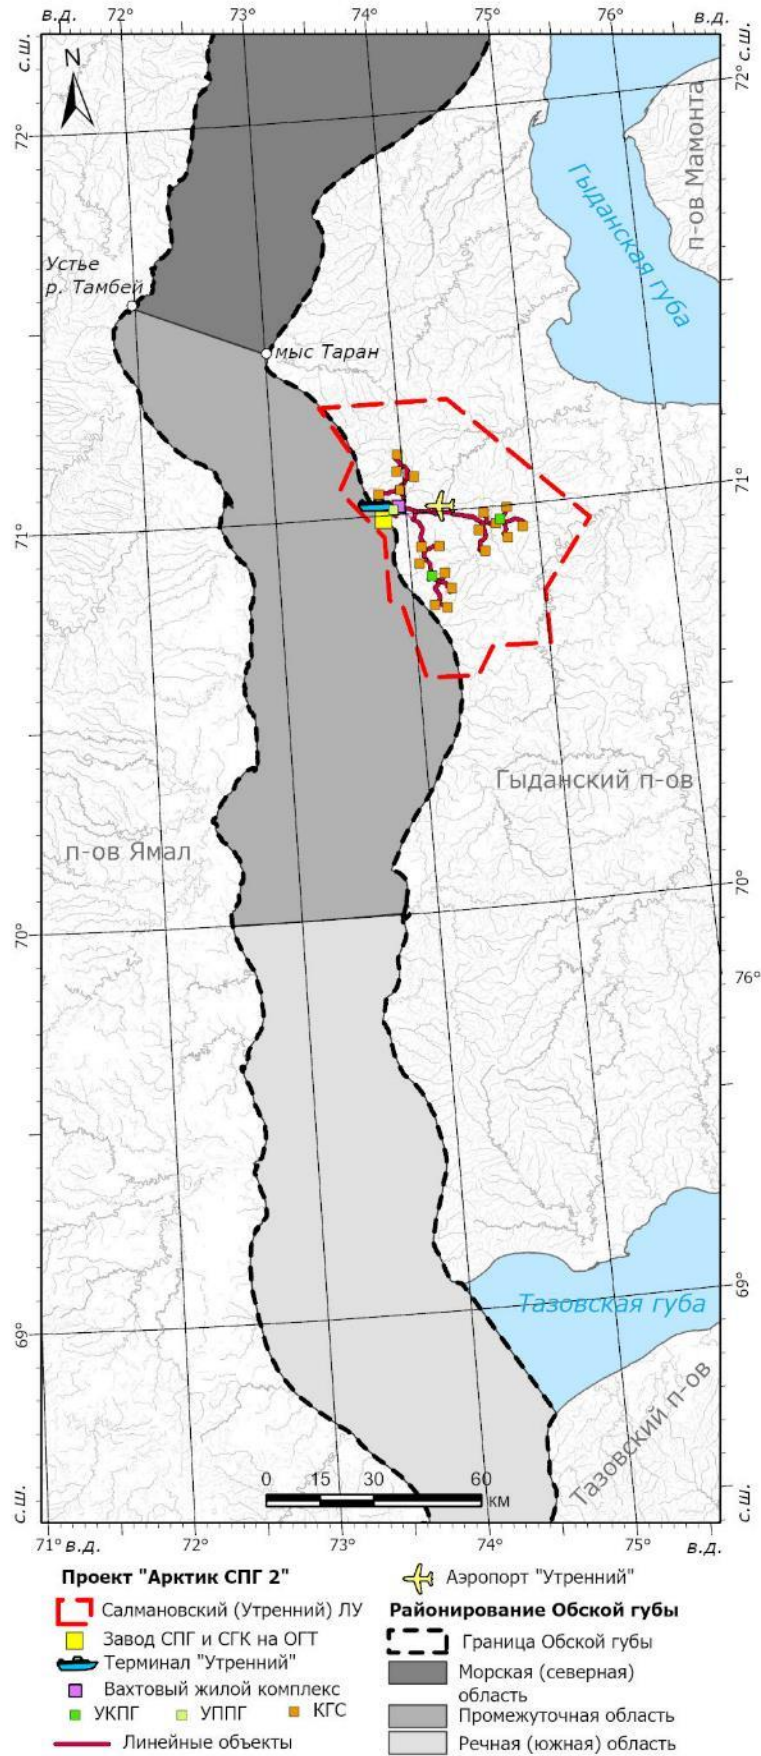 в.д. 72° 73° 74° 75° 76° в.д.
с.ш.
с.ш.
N
72°
72°
п-ов Мамонта
Гыданская губа
Устье
р. Тамбей
мыс Таран
71°
71°
Гыданский п-ов
п-ов Ямал
70°
70°
76°
69°
Тазовская губа
69°
Тазовский п-ов
0 15 30 60
км
с.ш.
с.ш.
71° в.д. 72° 73° 74° 75° в.д.
Проект "Арктик СПГ 2"
Салмановский (Утренний) ЛУ
Завод СПГ и СГК на ОГТ
Терминал "Утренний"
Вахтовый жилой комплекс
УКПГ УППГ КГС
Линейные объекты
Аэропорт "Утренний"
Районирование Обской губы
Граница Обской губы
Морская (северная)
область
Промежуточная область
Речная (южная) область